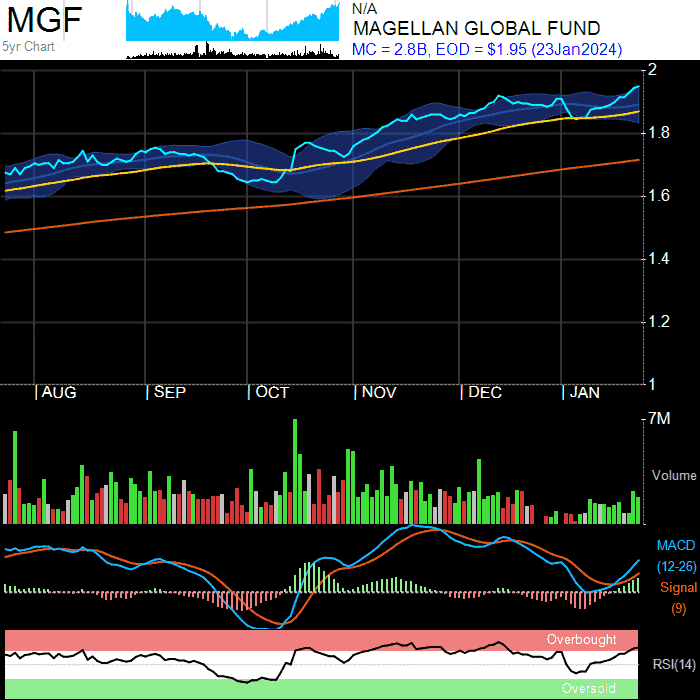 MGF
5yr Chart
N/A
MAGELLAN GLOBAL FUND
MC = 2.8B, EOD = $1.95 (23Jan2024)
2
1.8
1.6
1.4
1.2
1
AUG SEP OCT NOV DEC JAN
7M
Volume
MACD
(12-26)
Signal
(9)
Overbought
RSI(14)
Oversold